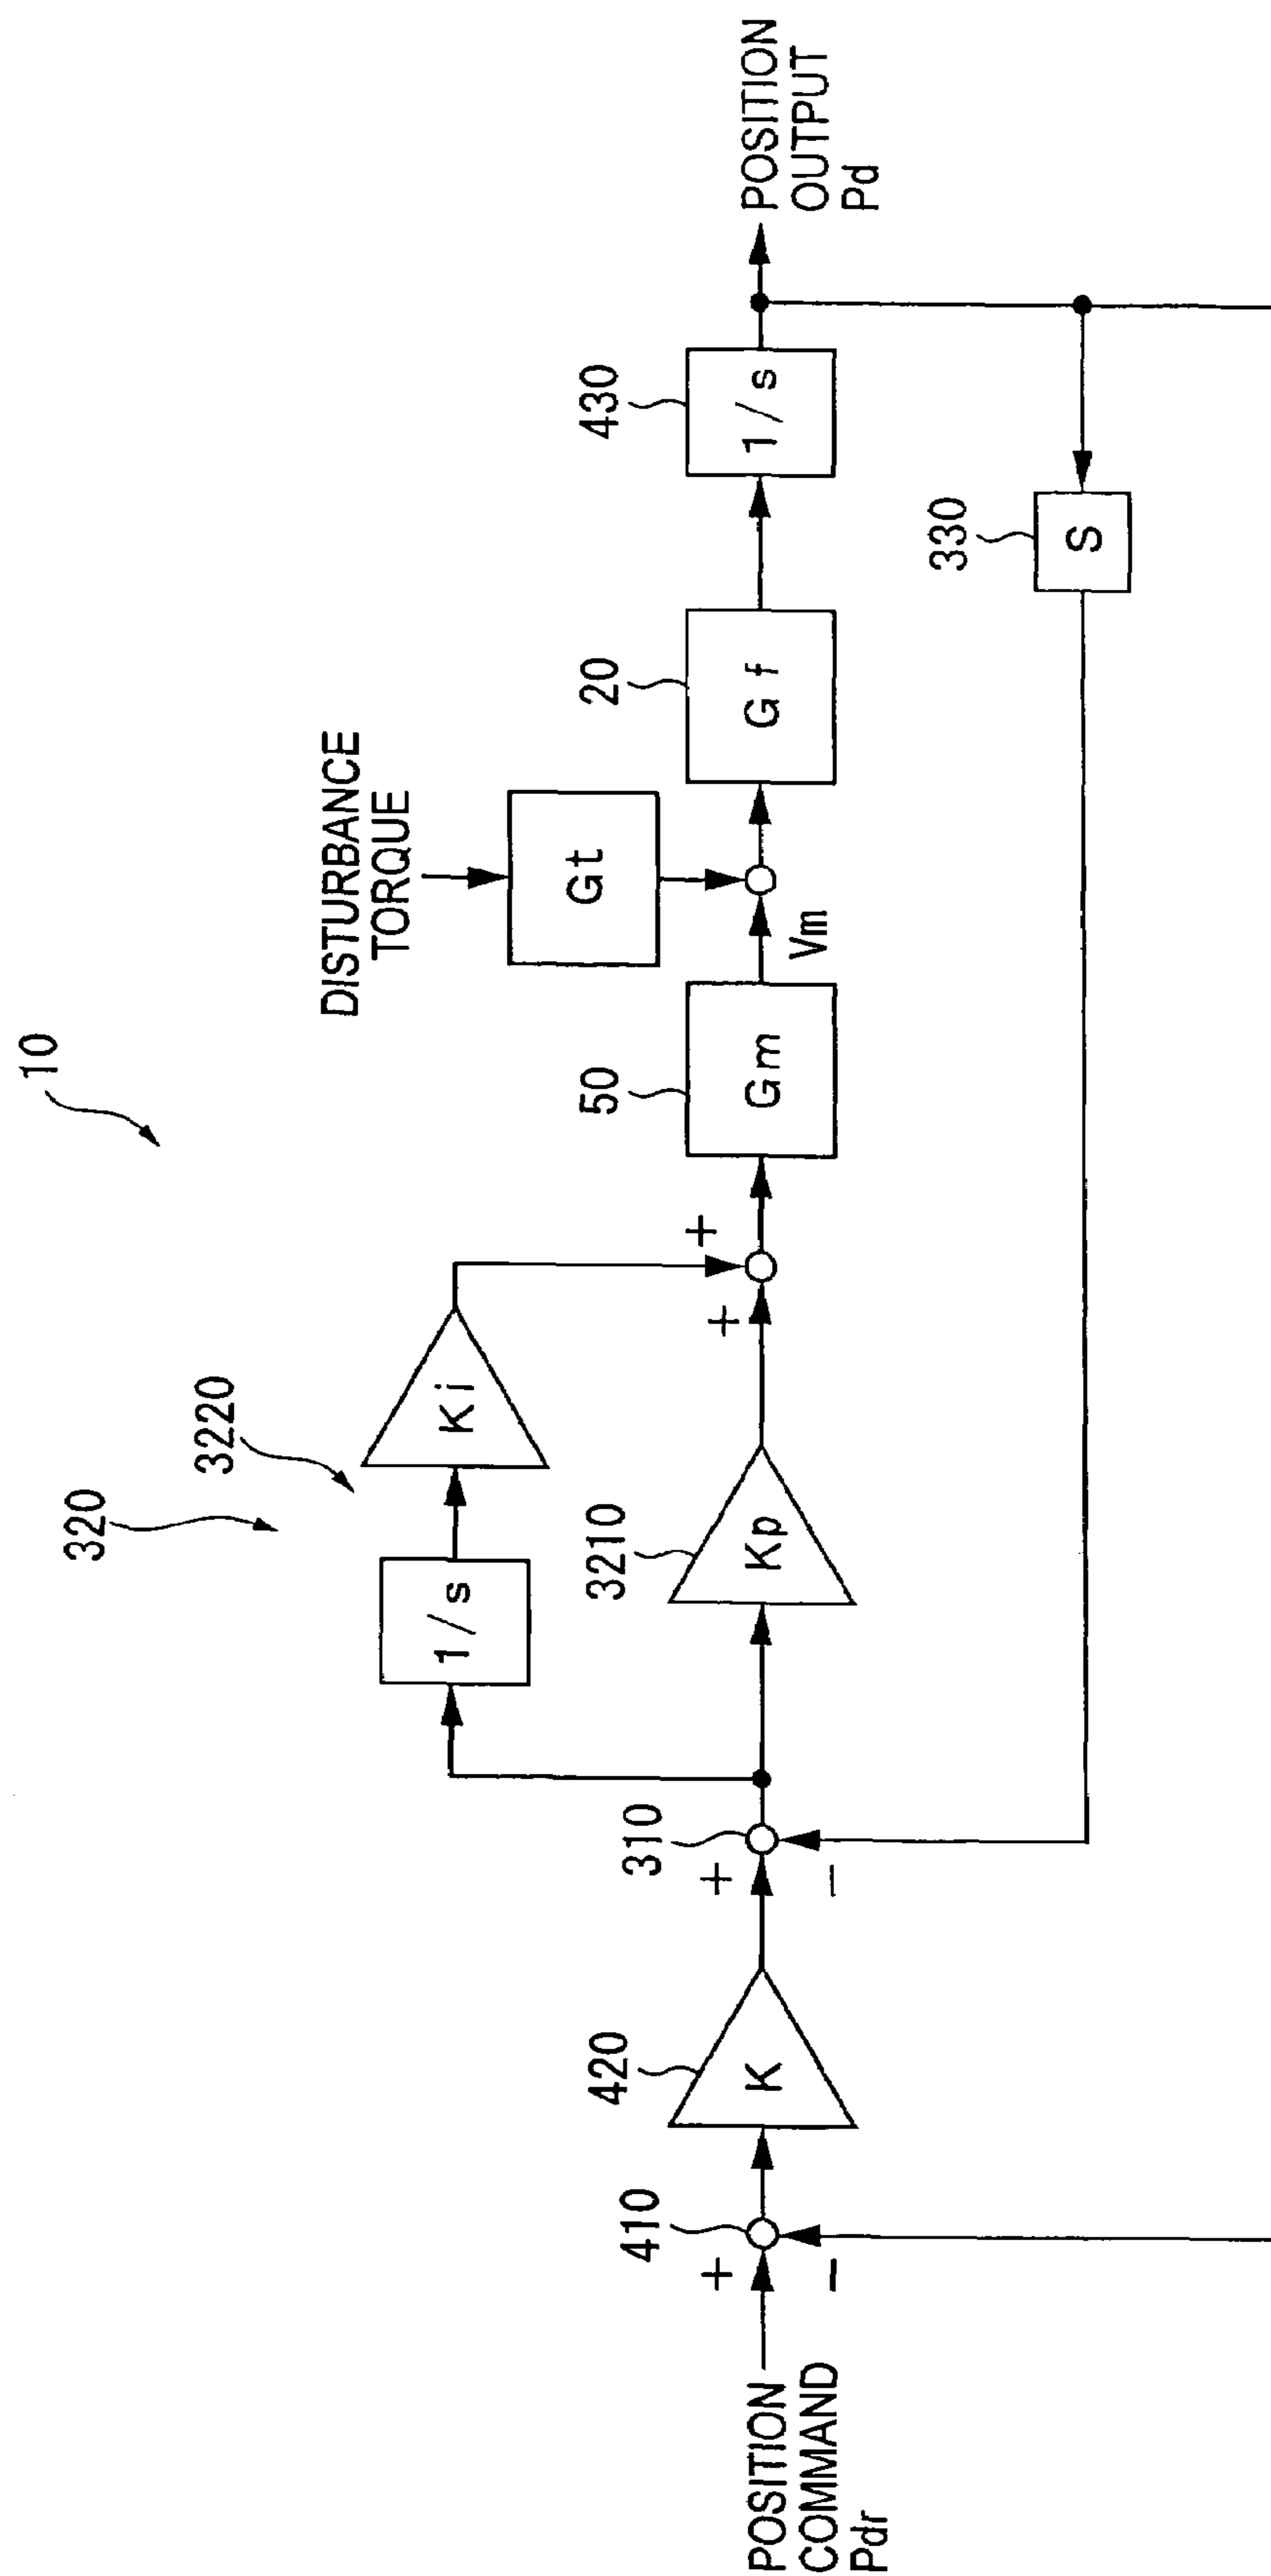 10
320
3220
DISTURBANCE
TORQUE
1/s
Ki
Gt
+
POSITION
COMMAND
Pdr
+
−
410
420
K
+
−
310
3210
Kp
+
50
Gm
Vm
20
Gf
430
1/s
POSITION
OUTPUT
Pd
330
S